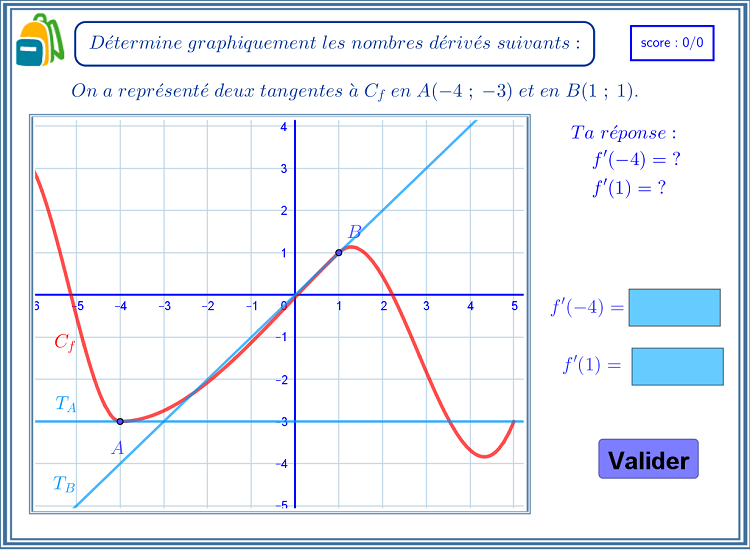 Détermine graphiquement les nombres dérivés suivants :
score : 0/0
On a représenté deux tangentes à C_f en A(−4 ; −3) et en B(1 ; 1).
Ta réponse :
f′(−4) = ?
f′(1) = ?
4
3
2
B
1
6 −5 −4 −3 −2 −1 0 1 2 3 4 5
f′(−4) =
−1
C_f
f′(1) =
−2
T_A
−3
A
−4
Valider
T_B
−5